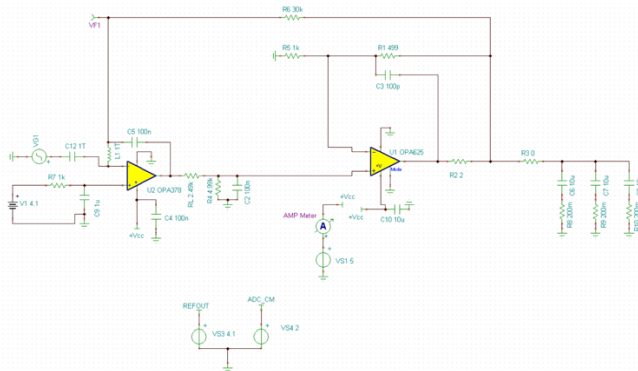 R6 30k
VF1
R5 1k
R1 499
C3 100p
C5 100n
L1 1T
VG1
C12 1T
U1 OPA625
Mode
U2 OPA378
R7 1k
V1 4.1
C9 1u
RL 2.49k
R4 4.99k
C2 100n
C4 100n
+Vcc
R2 2
R3 0
C6 10u
C7 10u
R8 200m
R9 200m
R10 200m
+Vcc
+Vcc
C10 10u
AMP Meter
A
VS1 5
REFOUT
ADC_CM
VS3 4.1
VS4 2